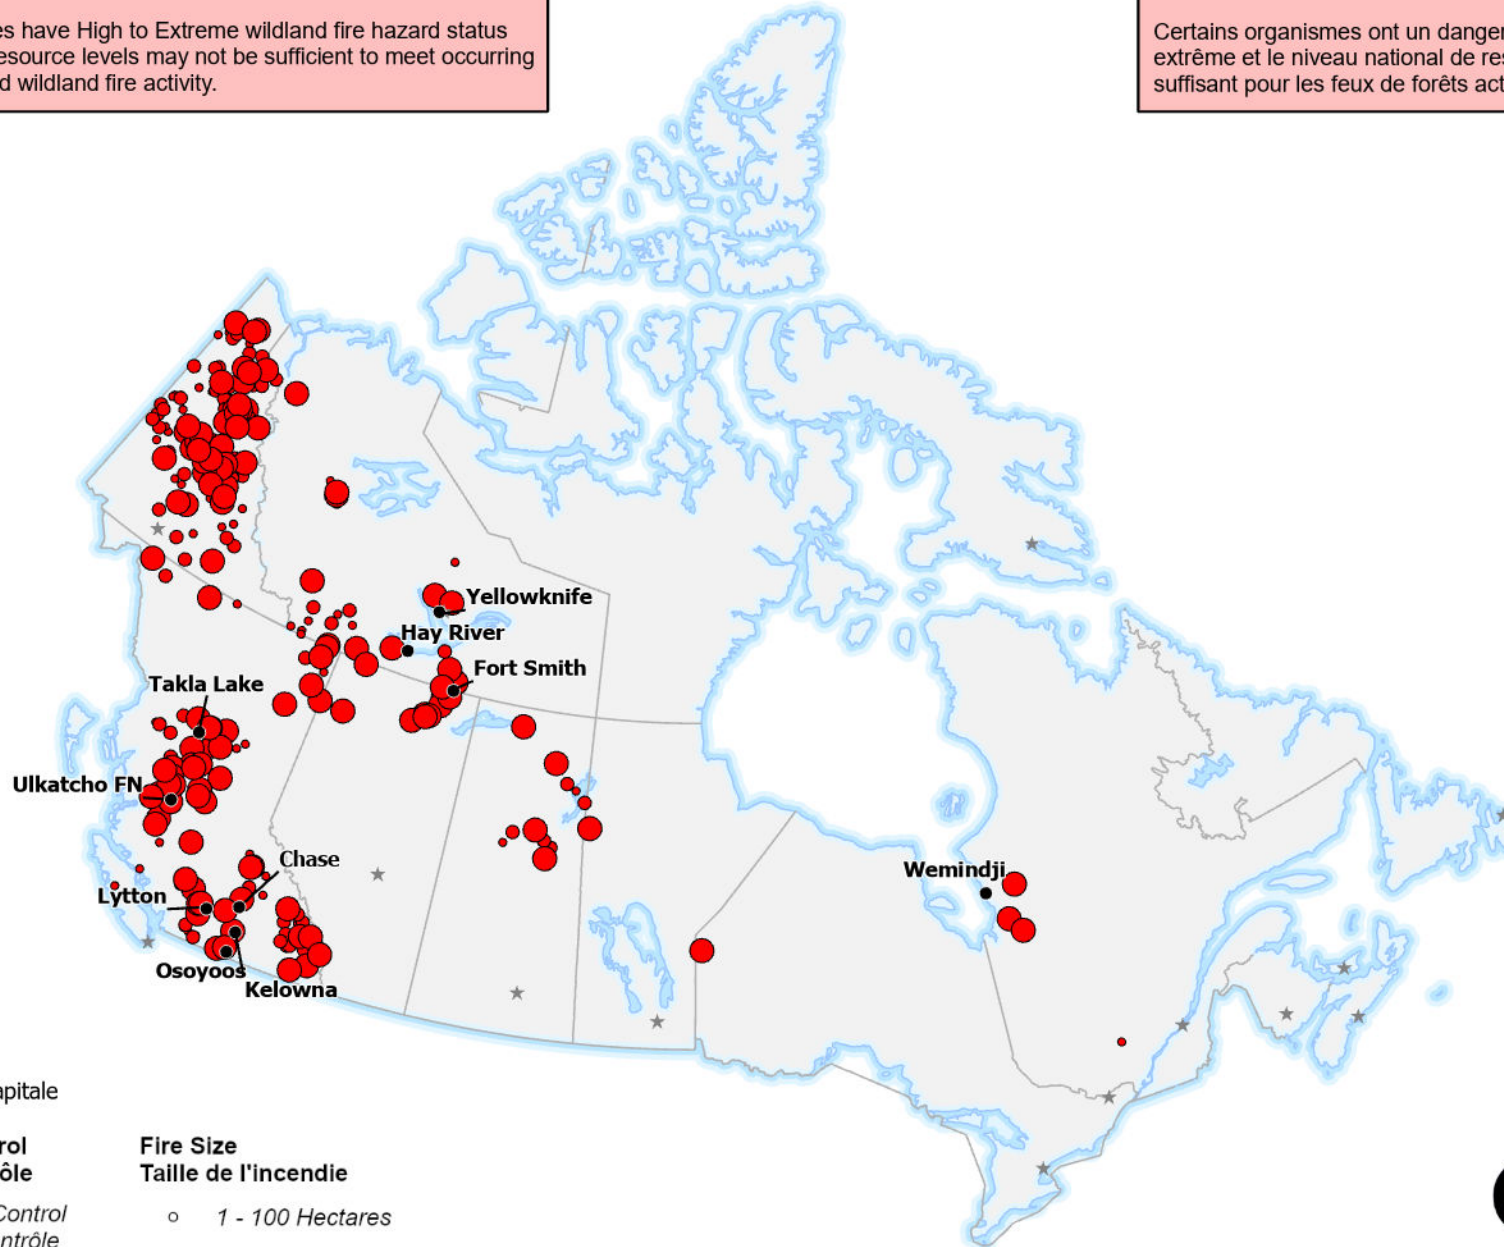 es have High to Extreme wildland fire hazard status
esource levels may not be sufficient to meet occurring
d wildland fire activity.
Certains organismes ont un danger
extrême et le niveau national de res
suffisant pour les feux de forêts act
Yellowknife
Hay River
Fort Smith
Takla Lake
Ulkatcho FN
Chase
Lytton
Wemindji
Osoyoos
Kelowna
apitale
rol
ôle
Control
ntrôle
Fire Size
Taille de l'incendie
1 - 100 Hectares